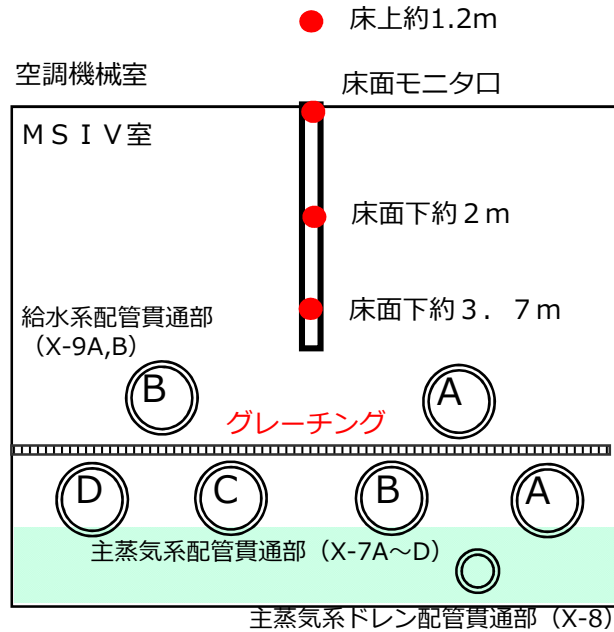 床上約1.2m
空調機械室
床面モニタ口
ＭＳＩＶ室
床面下約２ｍ
床面下約３．７ｍ
給水系配管貫通部
（X-9A,B）
B
A
グレーチング
D
C
B
A
主蒸気系配管貫通部（X-7A～D）
主蒸気系ドレン配管貫通部（X-8）